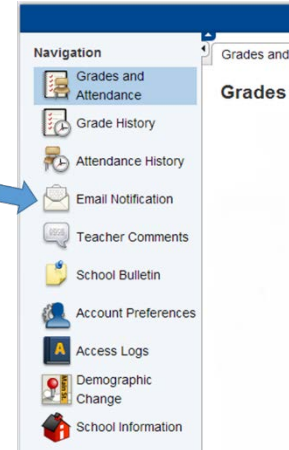 Navigation
Grades and
Grades and
Attendance
Grades
Grade History
Attendance History
Email Notification
Teacher Comments
School Bulletin
Account Preferences
A
Access Logs
Demographic
Change
School Information